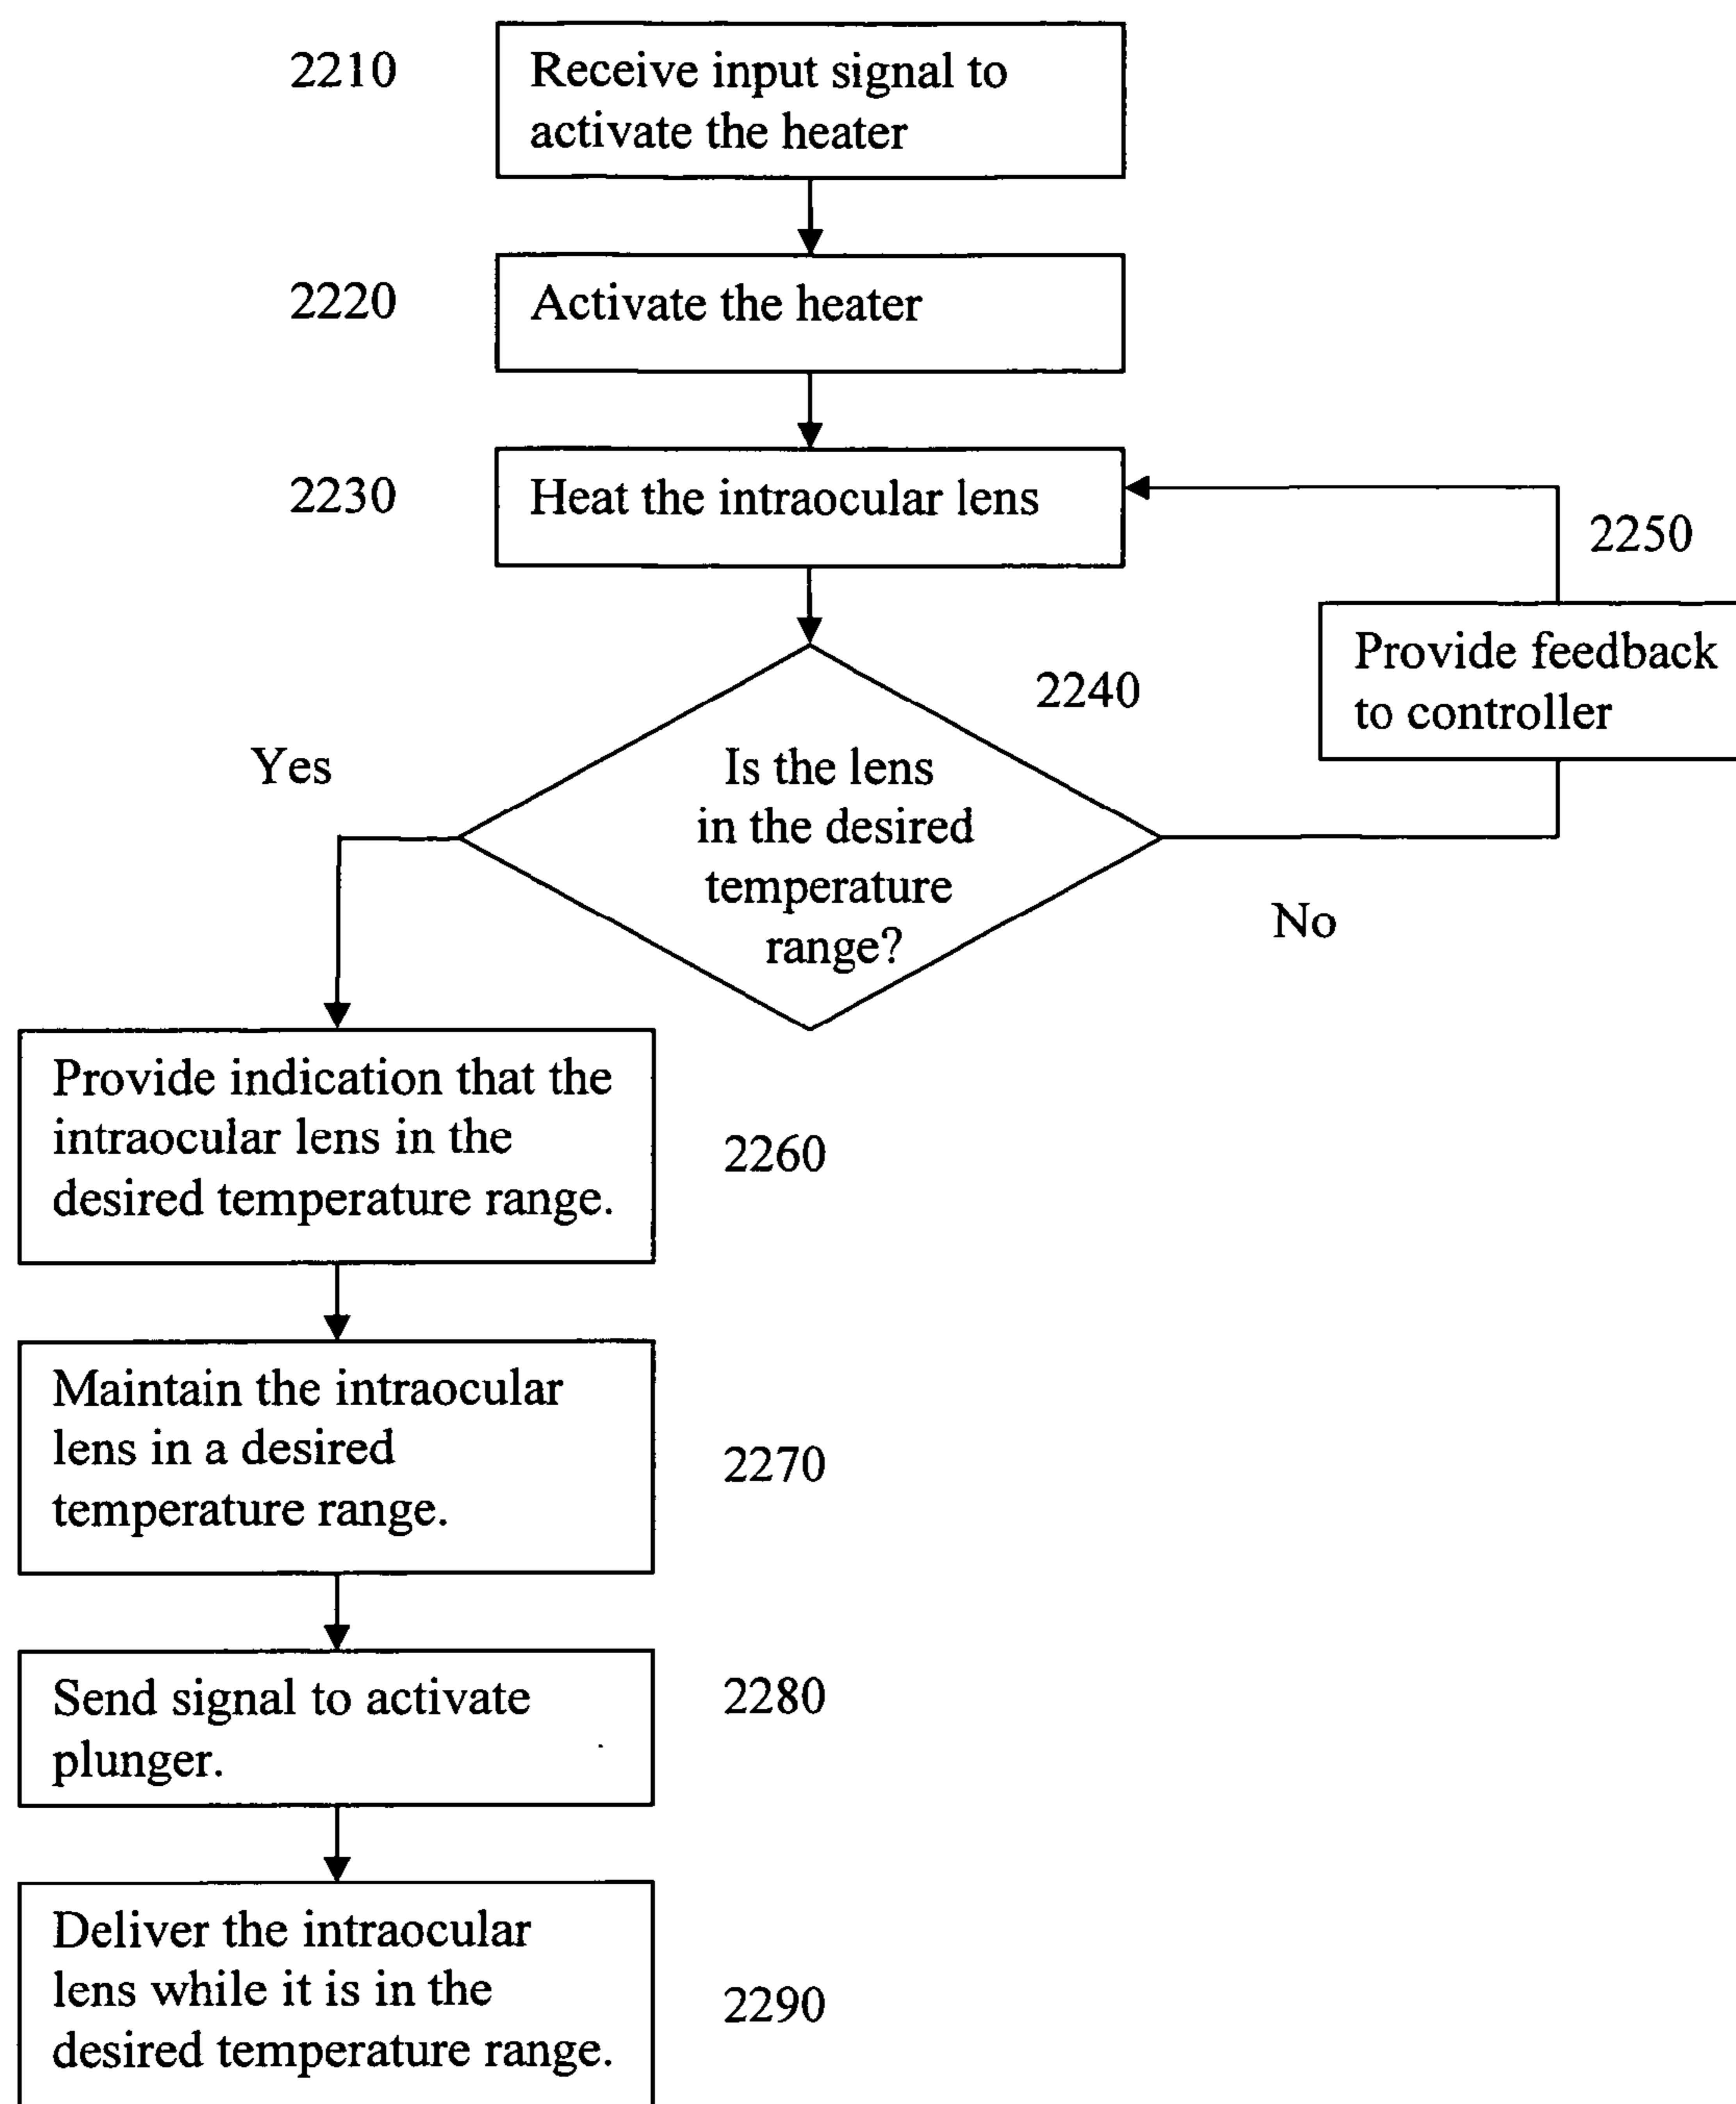 2210
Receive input signal to
activate the heater
2220
Activate the heater
2230
Heat the intraocular lens
2250
Provide feedback
to controller
2240
Is the lens
in the desired
temperature
range?
Yes
No
Provide indication that the
intraocular lens in the
desired temperature range.
2260
Maintain the intraocular
lens in a desired
temperature range.
2270
Send signal to activate
plunger.
2280
Deliver the intraocular
lens while it is in the
desired temperature range.
2290